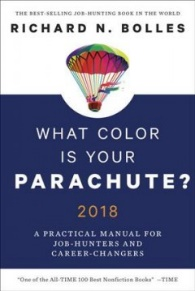 THE BEST-SELLING JOB-HUNTING BOOK IN THE WORLD
RICHARD N. BOLLES
WHAT COLOR
IS YOUR
PARACHUTE?
2018
A PRACTICAL MANUAL FOR
JOB-HUNTERS AND
CAREER-CHANGERS
"One of the All-TIME 100 Best Nonfiction Books" —TIME